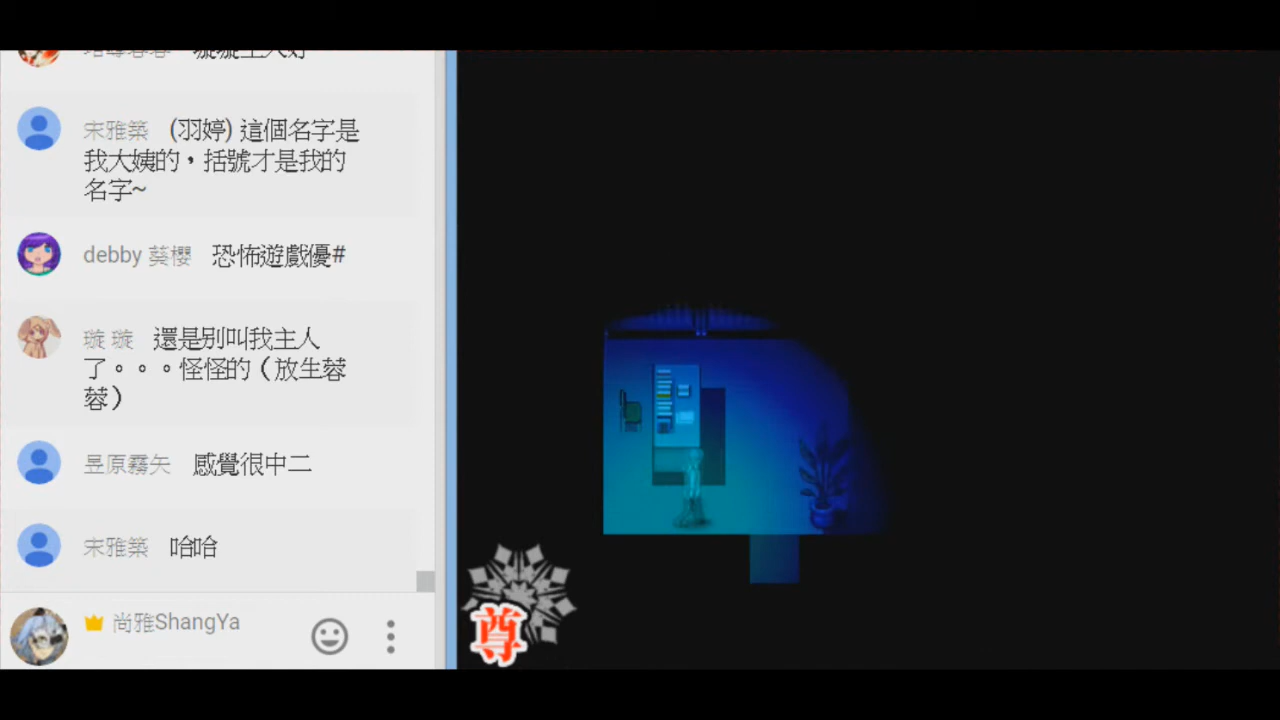 宋雅築 (羽婷) 這個名字是
我大姨的，括號才是我的
名字~
debby 葵櫻 恐怖遊戲優#
璇 璇 還是別叫我主人
了。。。怪怪的（放生蓉
蓉）
昱原霧矢 感覺很中二
宋雅築 哈哈
尚雅ShangYa
尊